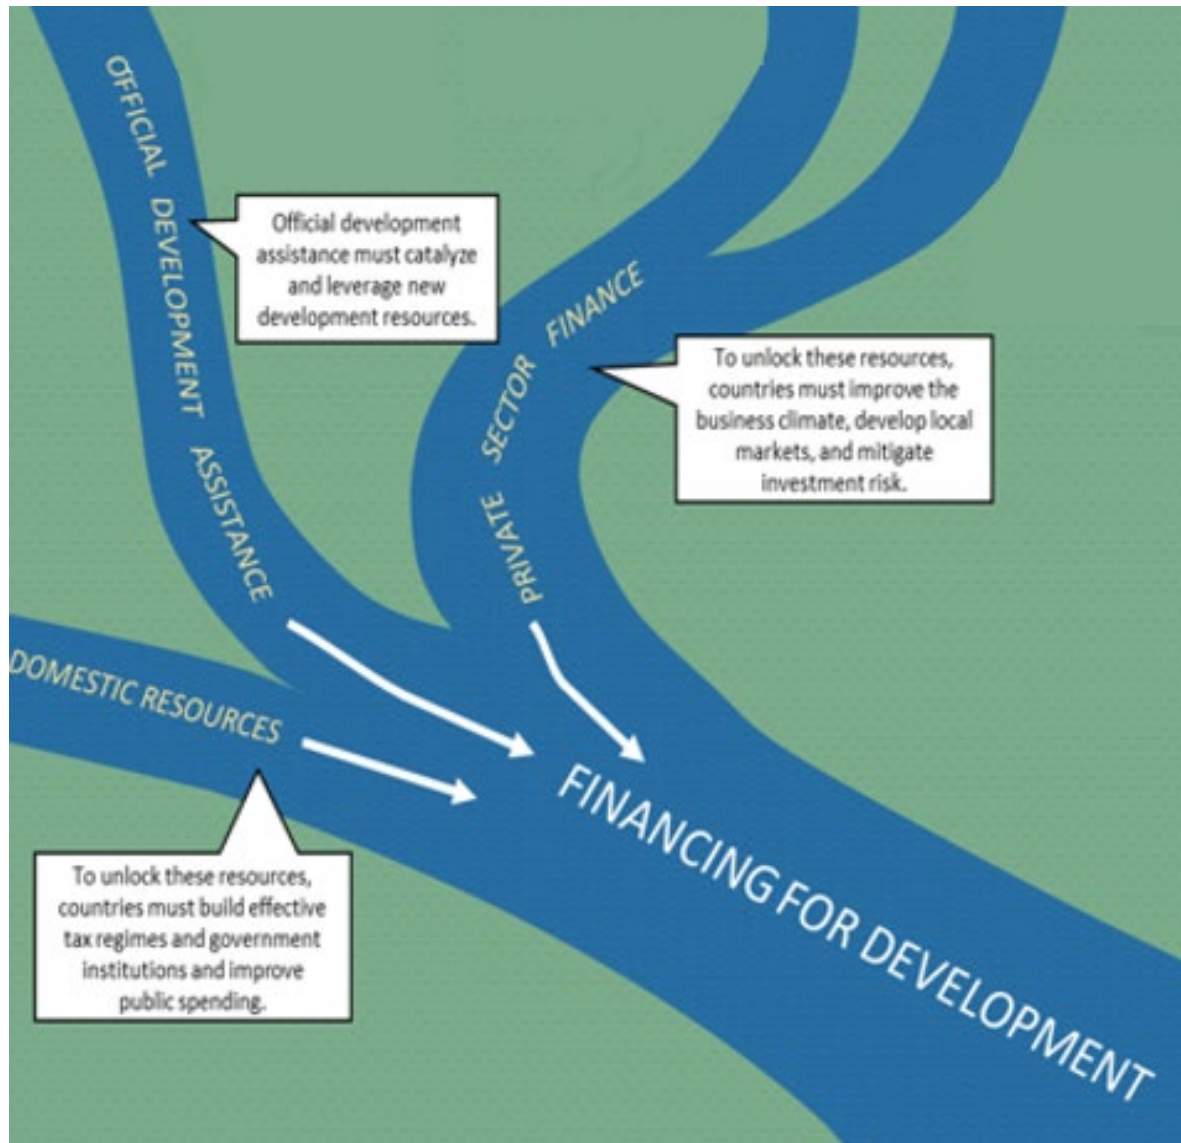 OFFICIAL DEVELOPMENT ASSISTANCE
Official development
assistance must catalyze
and leverage new
development resources.
PRIVATE SECTOR FINANCE
To unlock these resources,
countries must improve the
business climate, develop local
markets, and mitigate
investment risk.
DOMESTIC RESOURCES
To unlock these resources,
countries must build effective
tax regimes and government
institutions and improve
public spending.
FINANCING FOR DEVELOPMENT